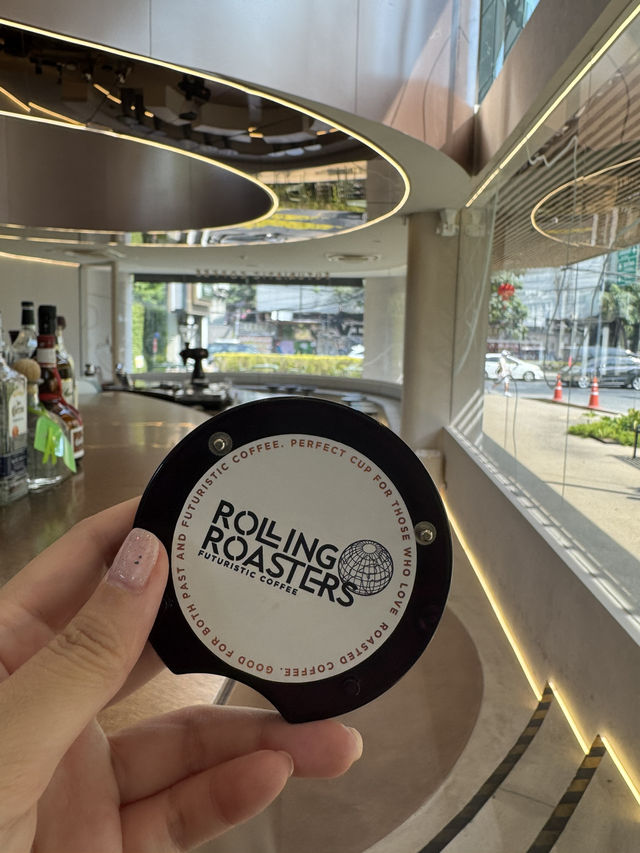 GOOD FOR BOTH PAST AND FUTURISTIC COFFEE. PERFECT CUP FOR THOSE WHO LOVE ROASTED COFFEE.
ROLLING
ROASTERS
FUTURISTIC COFFEE